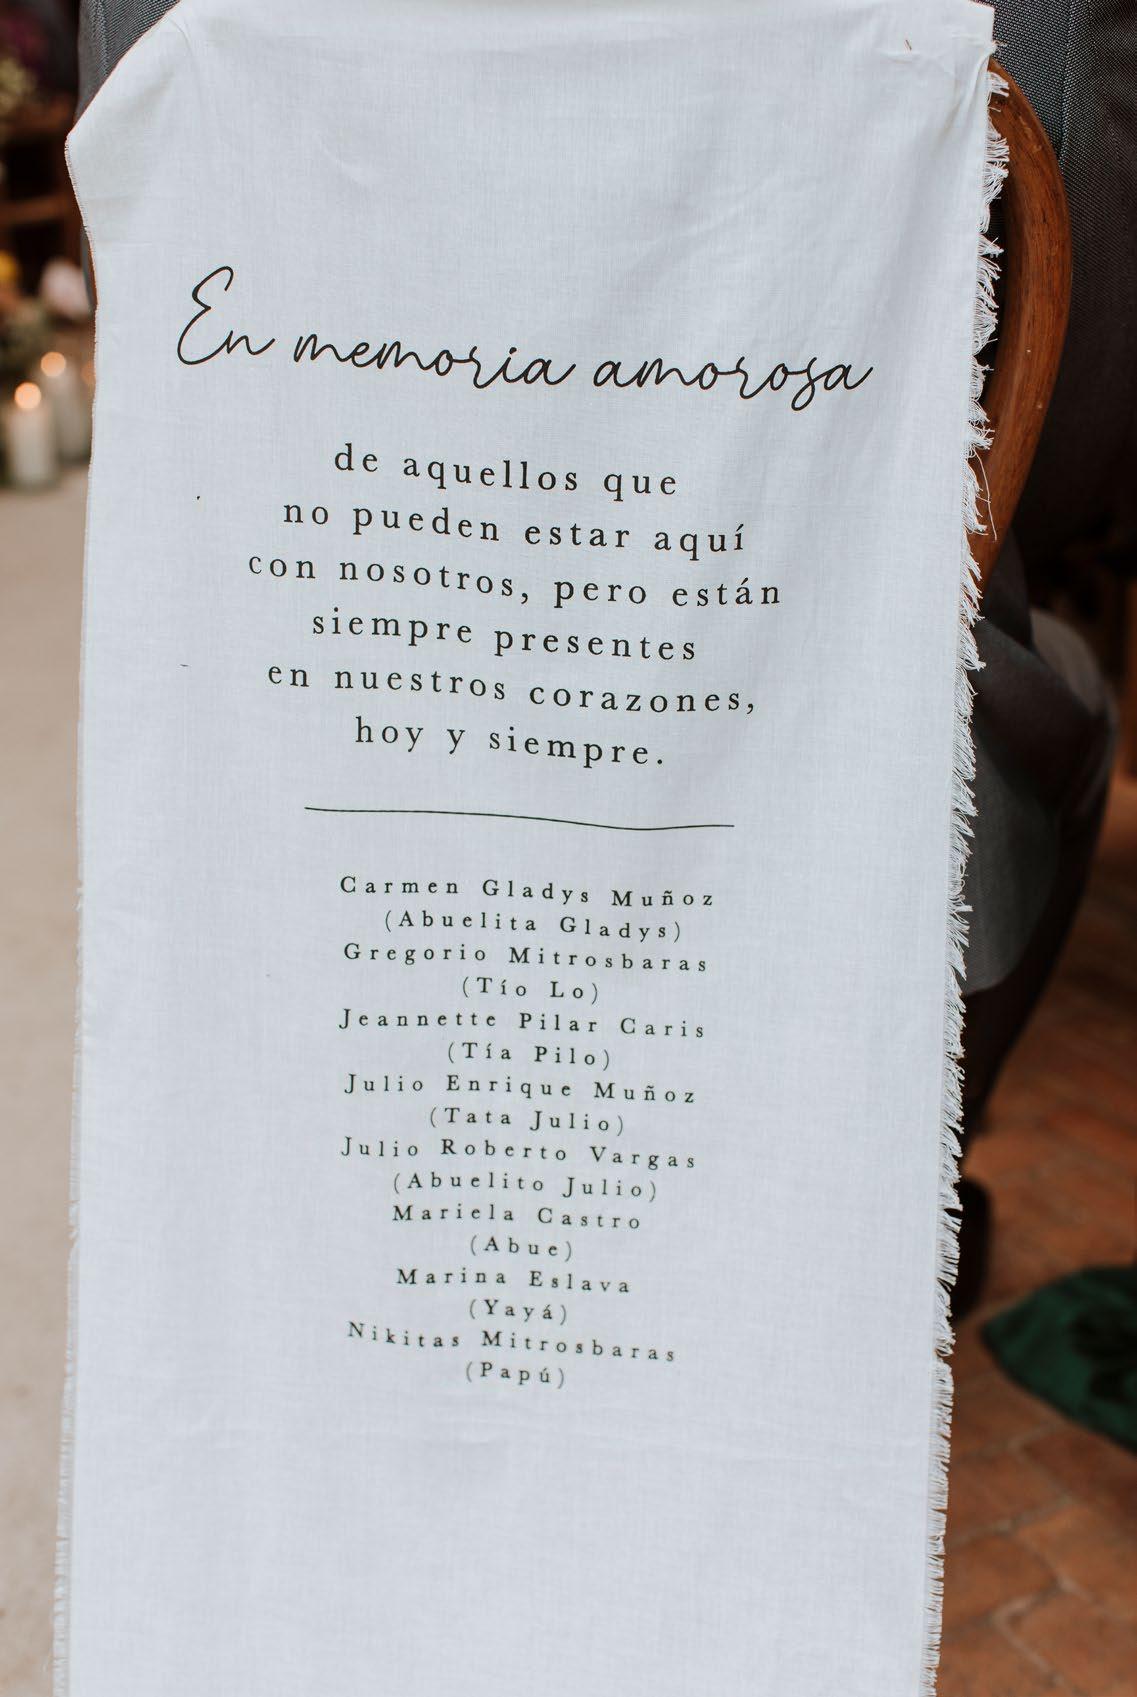 En memoria amorosa
de aquellos que
no pueden estar aquí
con nosotros, pero están
siempre presentes
en nuestros corazones,
hoy y siempre.
Carmen Gladys Muñoz
(Abuelita Gladys)
Gregorio Mitrosbaras
(Tío Lo)
Jeannette Pilar Caris
(Tía Pilo)
Julio Enrique Muñoz
(Tata Julio)
Julio Roberto Vargas
(Abuelito Julio)
Mariela Castro
(Abue)
Marina Eslava
(Yayá)
Nikitas Mitrosbaras
(Papú)